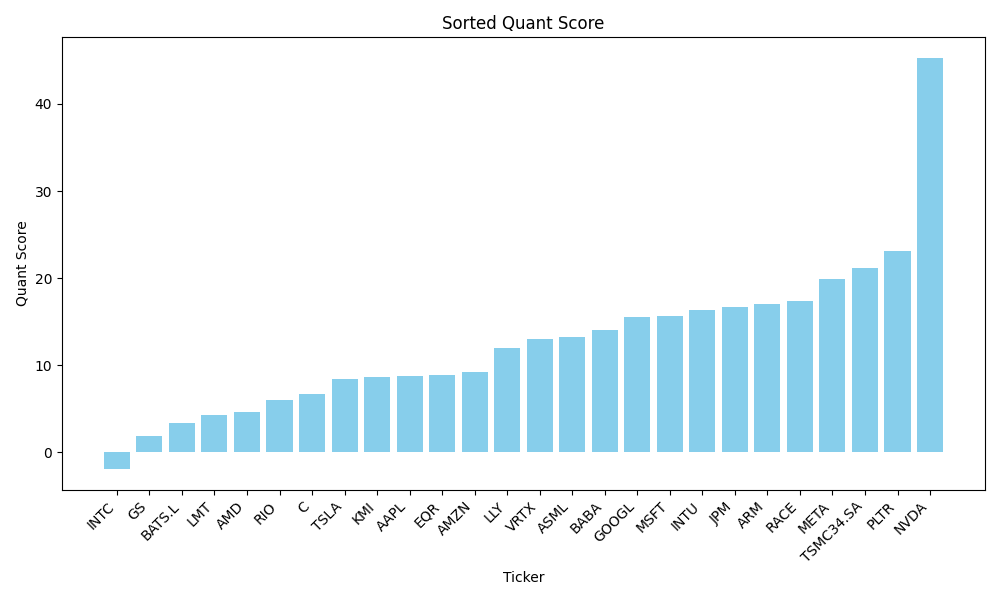 Sorted Quant Score
Quant Score
40
30
20
10
0
INTC
GS
BATS.L
LMT
AMD
RIO
C
TSLA
KMI
AAPL
EQR
AMZN
LLY
VRTX
ASML
BABA
GOOGL
MSFT
INTU
JPM
ARM
RACE
META
TSMC34.SA
PLTR
NVDA
Ticker